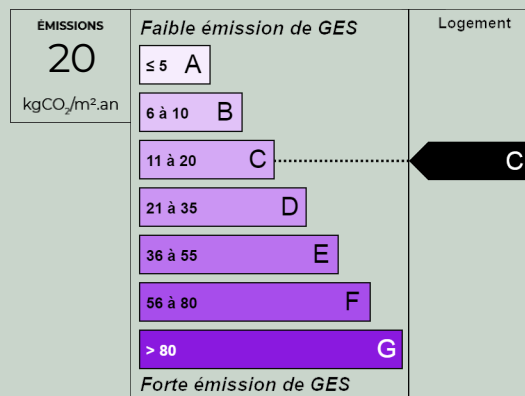 ÉMISSIONS
20
kgCO₂/m².an
Faible émission de GES
≤ 5 A
6 à 10 B
11 à 20 C
21 à 35 D
36 à 55 E
56 à 80 F
> 80 G
Forte émission de GES
Logement
C